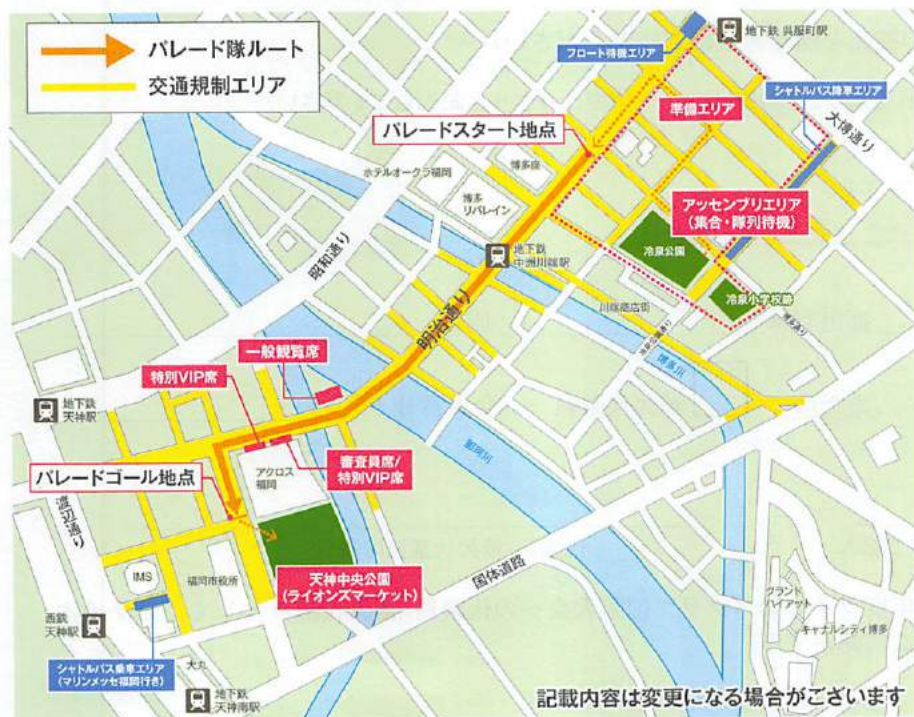 パレード隊ルート
交通規制エリア
地下鉄 呉服町駅
フロート待機エリア
シャトルバス降車エリア
大博通り
準備エリア
パレードスタート地点
博多座
ホテルオークラ福岡
博多
リバレイン
アッセンブリエリア
(集合・隊列待機)
冷泉公園
冷泉小学校跡
地下鉄
中洲川端駅
昭和通り
明治通り
川端商店街
冷泉公園通り
博多川
那珂川
一般観覧席
特別VIP席
地下鉄
天神駅
審査員席/
特別VIP席
アクロス
福岡
パレードゴール地点
渡辺通り
天神中央公園
(ライオンズマーケット)
国体道路
IMS
福岡市役所
西鉄
天神駅
シャトルバス乗車エリア
(マリンメッセ福岡行き)
大丸
地下鉄
天神南駅
グランド
ハイアット
キャナルシティ博多
記載内容は変更になる場合がございます